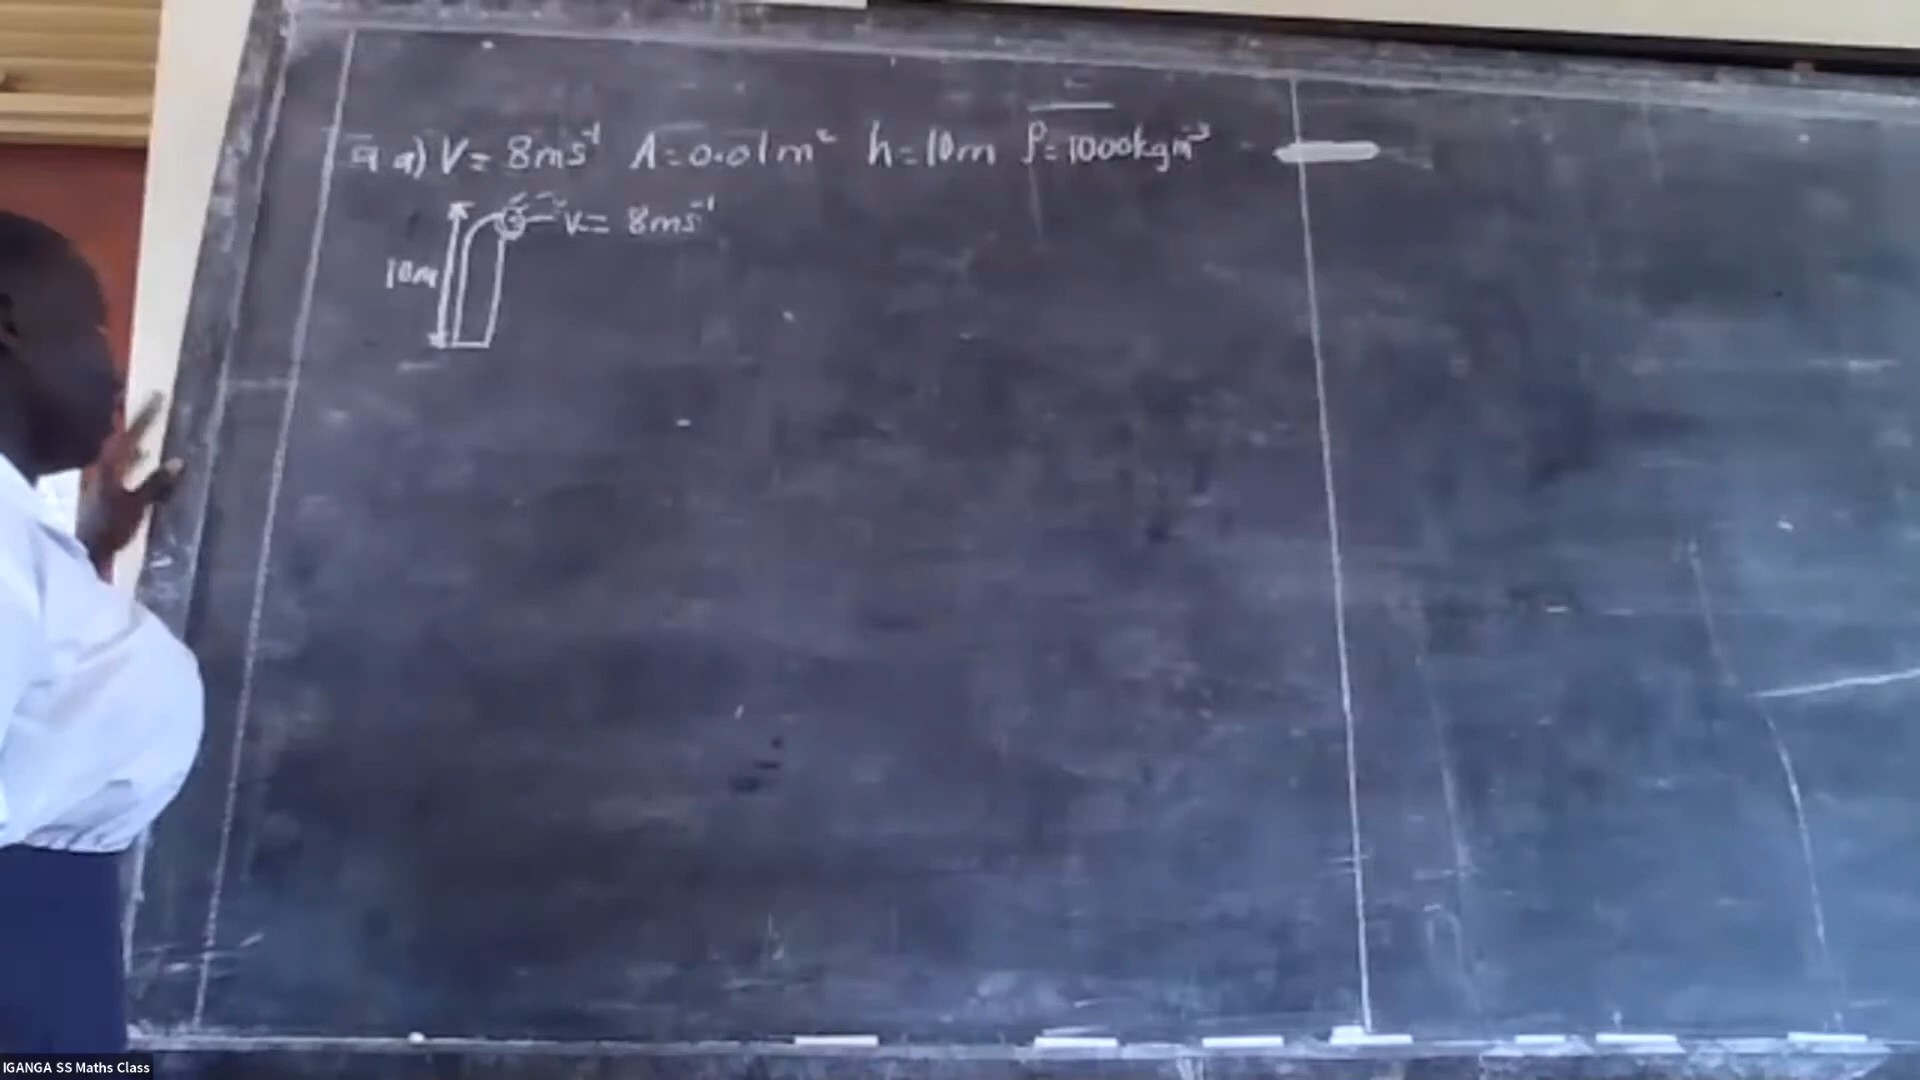 9 a) V = 8ms⁻¹ A = 0.01m² h = 10m ρ = 1000kgm⁻³
V = 8ms⁻¹
10m
IGANGA SS Maths Class